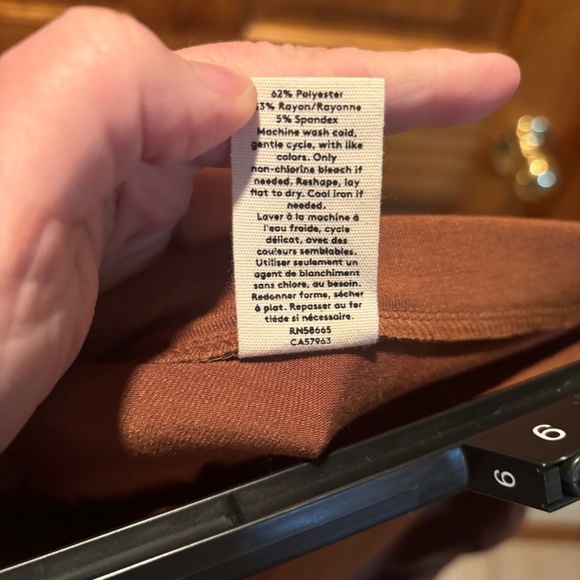 62% Polyester
3% Rayon/Rayonne
5% Spandex
Machine wash cold,
gentle cycle, with like
colors. Only
non-chlorine bleach if
needed. Reshape, lay
flat to dry. Cool iron if
needed.
Laver à la machine à
l'eau froide, cycle
délicat, avec des
couleurs semblables.
Utiliser seulement un
agent de blanchiment
sans chlore, au besoin.
Redonner forme, sécher
à plat. Repasser au fer
tiède si nécessaire.
RN58665
CA57963
6
6